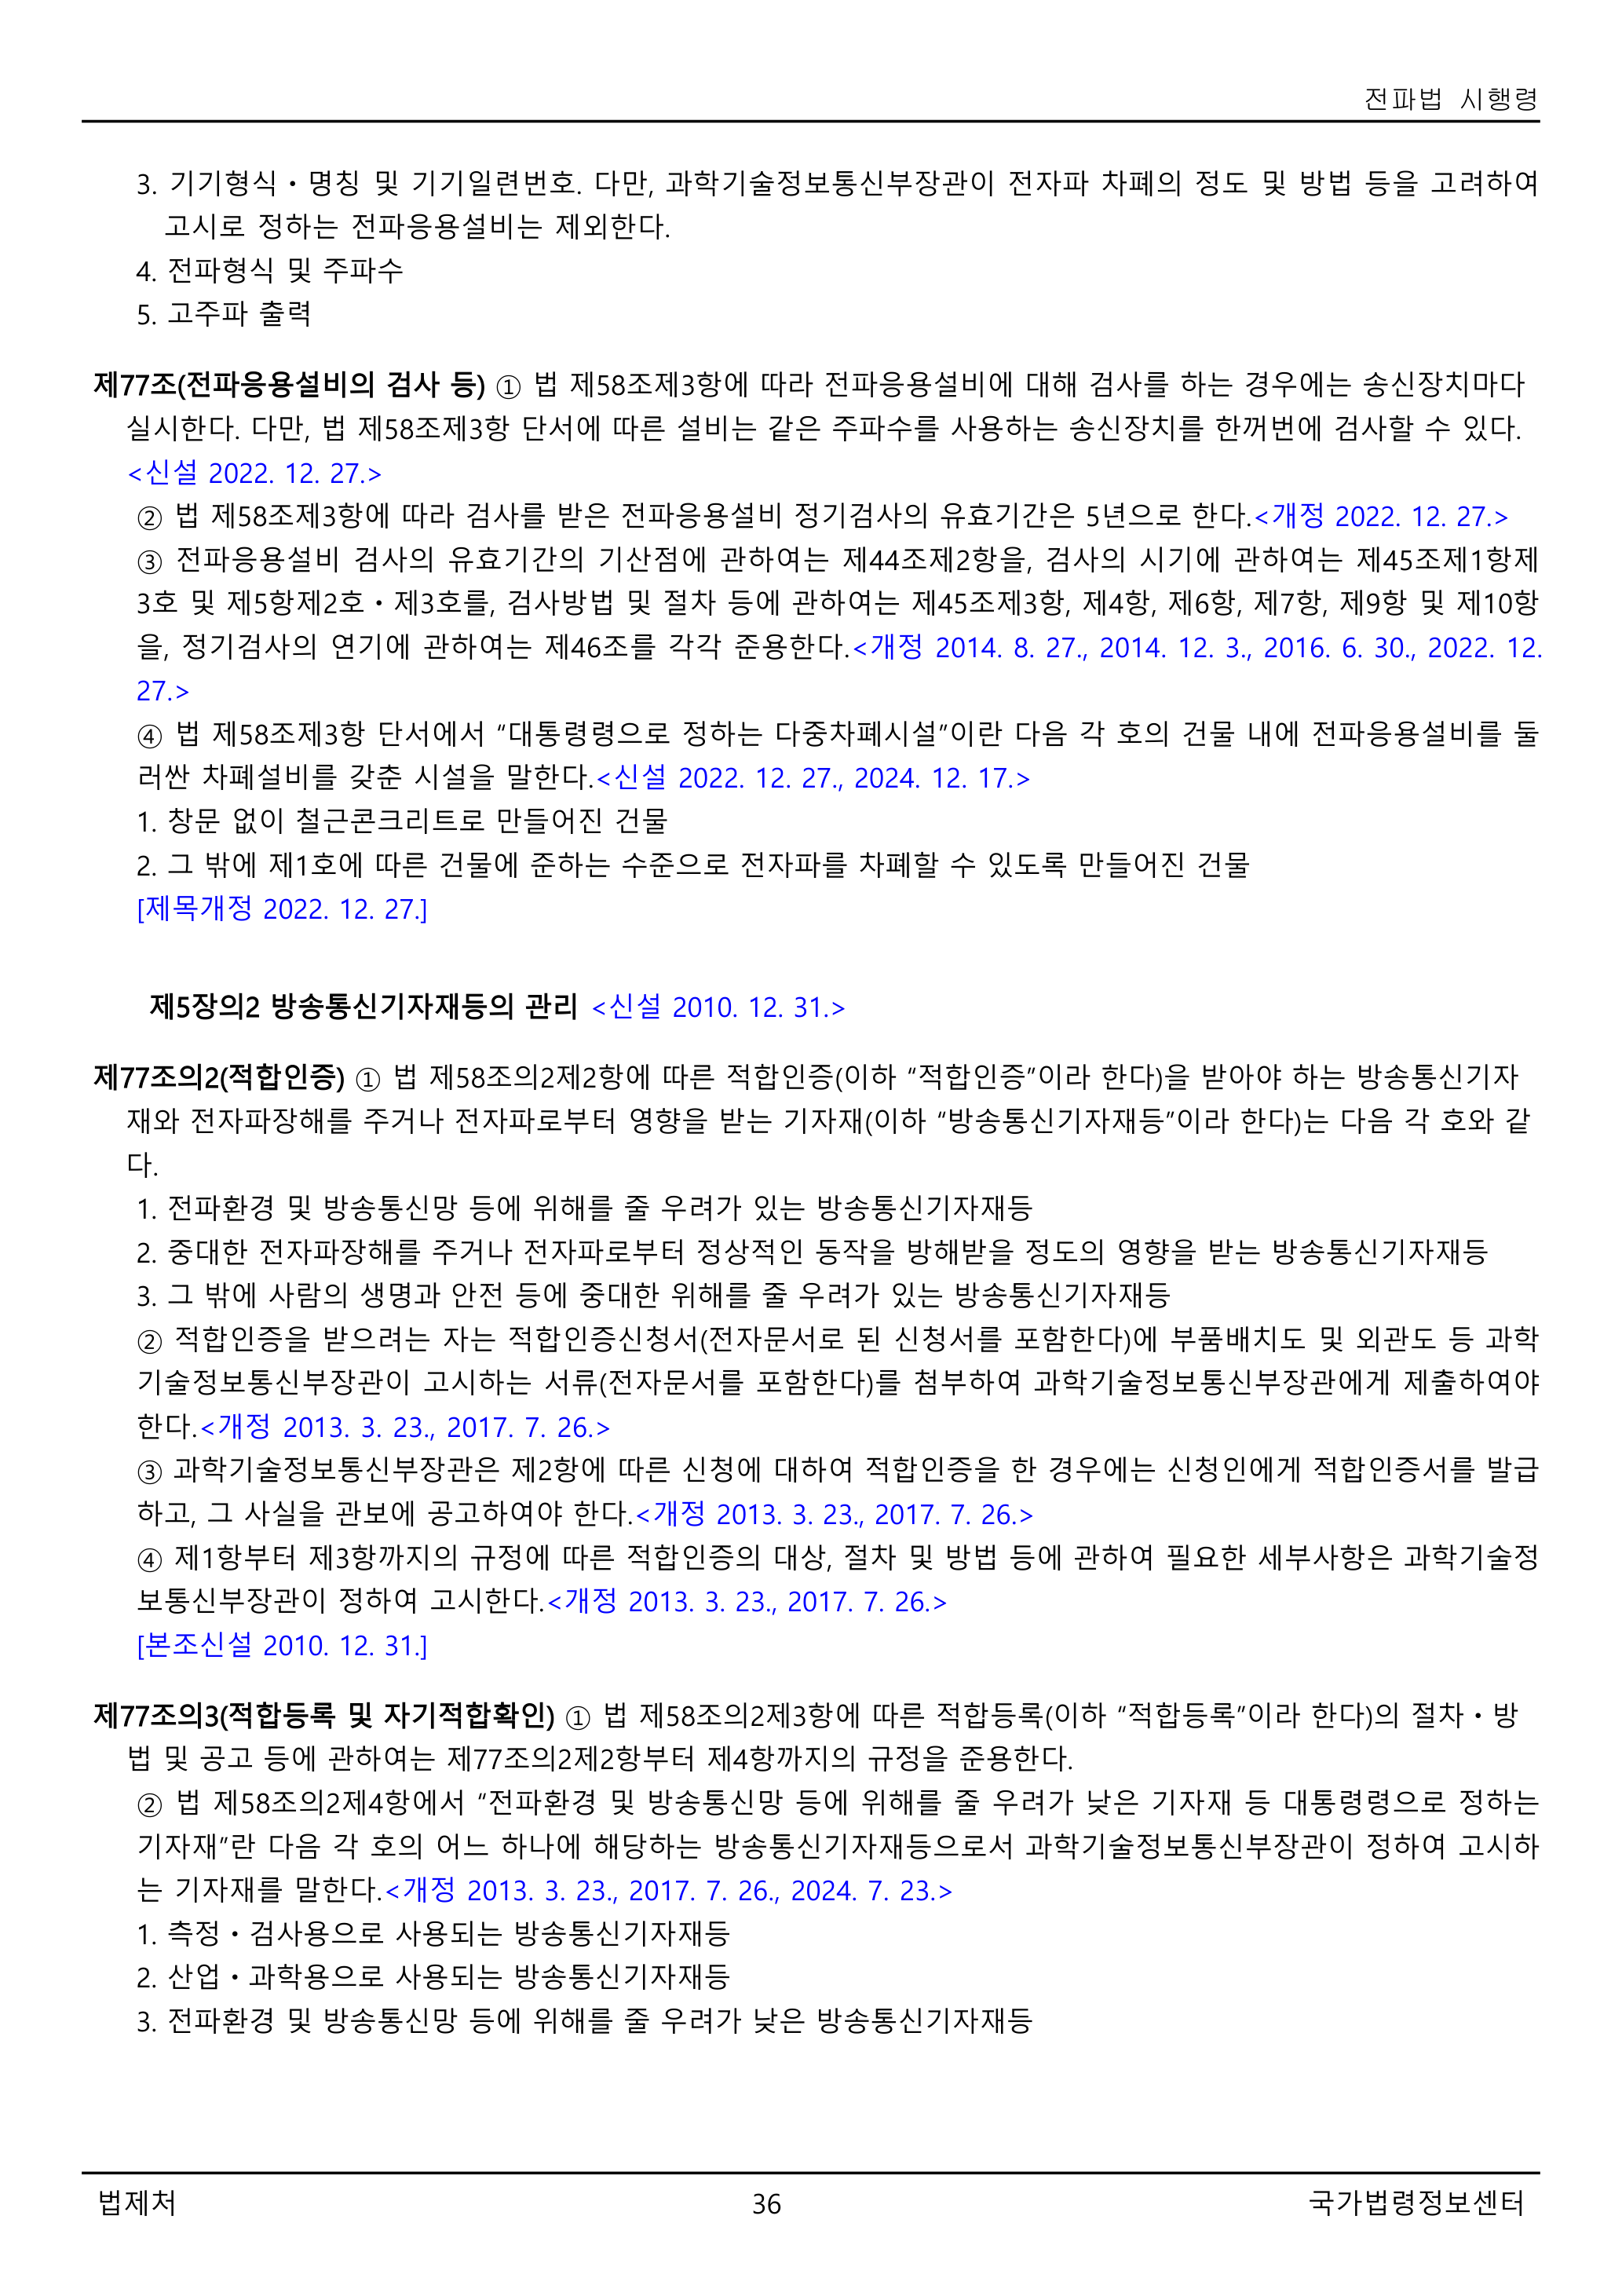 전파법 시행령
3. 기기형식ㆍ명칭 및 기기일련번호. 다만, 과학기술정보통신부장관이 전자파 차폐의 정도 및 방법 등을 고려하여
고시로 정하는 전파응용설비는 제외한다.
4. 전파형식 및 주파수
5. 고주파 출력
제77조(전파응용설비의 검사 등) ① 법 제58조제3항에 따라 전파응용설비에 대해 검사를 하는 경우에는 송신장치마다
실시한다. 다만, 법 제58조제3항 단서에 따른 설비는 같은 주파수를 사용하는 송신장치를 한꺼번에 검사할 수 있다.
<신설 2022. 12. 27.>
② 법 제58조제3항에 따라 검사를 받은 전파응용설비 정기검사의 유효기간은 5년으로 한다.<개정 2022. 12. 27.>
③ 전파응용설비 검사의 유효기간의 기산점에 관하여는 제44조제2항을, 검사의 시기에 관하여는 제45조제1항제
3호 및 제5항제2호ㆍ제3호를, 검사방법 및 절차 등에 관하여는 제45조제3항, 제4항, 제6항, 제7항, 제9항 및 제10항
을, 정기검사의 연기에 관하여는 제46조를 각각 준용한다.<개정 2014. 8. 27., 2014. 12. 3., 2016. 6. 30., 2022. 12.
27.>
④ 법 제58조제3항 단서에서 “대통령령으로 정하는 다중차폐시설”이란 다음 각 호의 건물 내에 전파응용설비를 둘
러싼 차폐설비를 갖춘 시설을 말한다.<신설 2022. 12. 27., 2024. 12. 17.>
1. 창문 없이 철근콘크리트로 만들어진 건물
2. 그 밖에 제1호에 따른 건물에 준하는 수준으로 전자파를 차폐할 수 있도록 만들어진 건물
[제목개정 2022. 12. 27.]
제5장의2 방송통신기자재등의 관리 <신설 2010. 12. 31.>
제77조의2(적합인증) ① 법 제58조의2제2항에 따른 적합인증(이하 “적합인증”이라 한다)을 받아야 하는 방송통신기자
재와 전자파장해를 주거나 전자파로부터 영향을 받는 기자재(이하 “방송통신기자재등”이라 한다)는 다음 각 호와 같
다.
1. 전파환경 및 방송통신망 등에 위해를 줄 우려가 있는 방송통신기자재등
2. 중대한 전자파장해를 주거나 전자파로부터 정상적인 동작을 방해받을 정도의 영향을 받는 방송통신기자재등
3. 그 밖에 사람의 생명과 안전 등에 중대한 위해를 줄 우려가 있는 방송통신기자재등
② 적합인증을 받으려는 자는 적합인증신청서(전자문서로 된 신청서를 포함한다)에 부품배치도 및 외관도 등 과학
기술정보통신부장관이 고시하는 서류(전자문서를 포함한다)를 첨부하여 과학기술정보통신부장관에게 제출하여야
한다.<개정 2013. 3. 23., 2017. 7. 26.>
③ 과학기술정보통신부장관은 제2항에 따른 신청에 대하여 적합인증을 한 경우에는 신청인에게 적합인증서를 발급
하고, 그 사실을 관보에 공고하여야 한다.<개정 2013. 3. 23., 2017. 7. 26.>
④ 제1항부터 제3항까지의 규정에 따른 적합인증의 대상, 절차 및 방법 등에 관하여 필요한 세부사항은 과학기술정
보통신부장관이 정하여 고시한다.<개정 2013. 3. 23., 2017. 7. 26.>
[본조신설 2010. 12. 31.]
제77조의3(적합등록 및 자기적합확인) ① 법 제58조의2제3항에 따른 적합등록(이하 “적합등록”이라 한다)의 절차ㆍ방
법 및 공고 등에 관하여는 제77조의2제2항부터 제4항까지의 규정을 준용한다.
② 법 제58조의2제4항에서 “전파환경 및 방송통신망 등에 위해를 줄 우려가 낮은 기자재 등 대통령령으로 정하는
기자재”란 다음 각 호의 어느 하나에 해당하는 방송통신기자재등으로서 과학기술정보통신부장관이 정하여 고시하
는 기자재를 말한다.<개정 2013. 3. 23., 2017. 7. 26., 2024. 7. 23.>
1. 측정ㆍ검사용으로 사용되는 방송통신기자재등
2. 산업ㆍ과학용으로 사용되는 방송통신기자재등
3. 전파환경 및 방송통신망 등에 위해를 줄 우려가 낮은 방송통신기자재등
법제처 36 국가법령정보센터